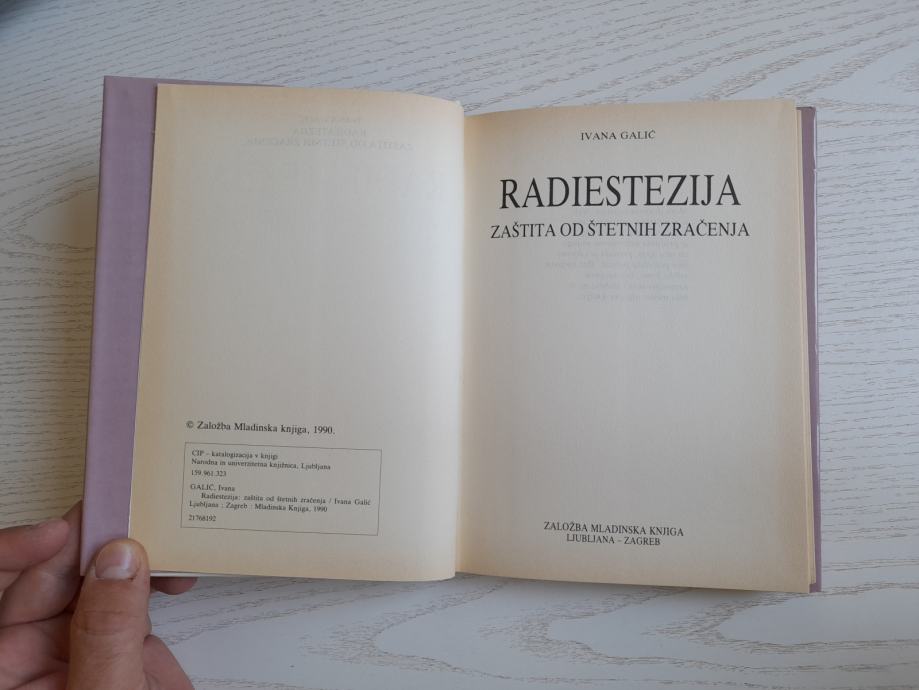 © Založba Mladinska knjiga, 1990.
CIP – katalogizacija v knjigi
Narodna in univerzitetna knjižnica, Ljubljana
159.961.323
GALIĆ, Ivana
Radiestezija: zaštita od štetnih zračenja / Ivana Galić
Ljubljana ; Zagreb : Mladinska Knjiga, 1990
21768192
IVANA GALIĆ
RADIESTEZIJA
ZAŠTITA OD ŠTETNIH ZRAČENJA
ZALOŽBA MLADINSKA KNJIGA
LJUBLJANA – ZAGREB